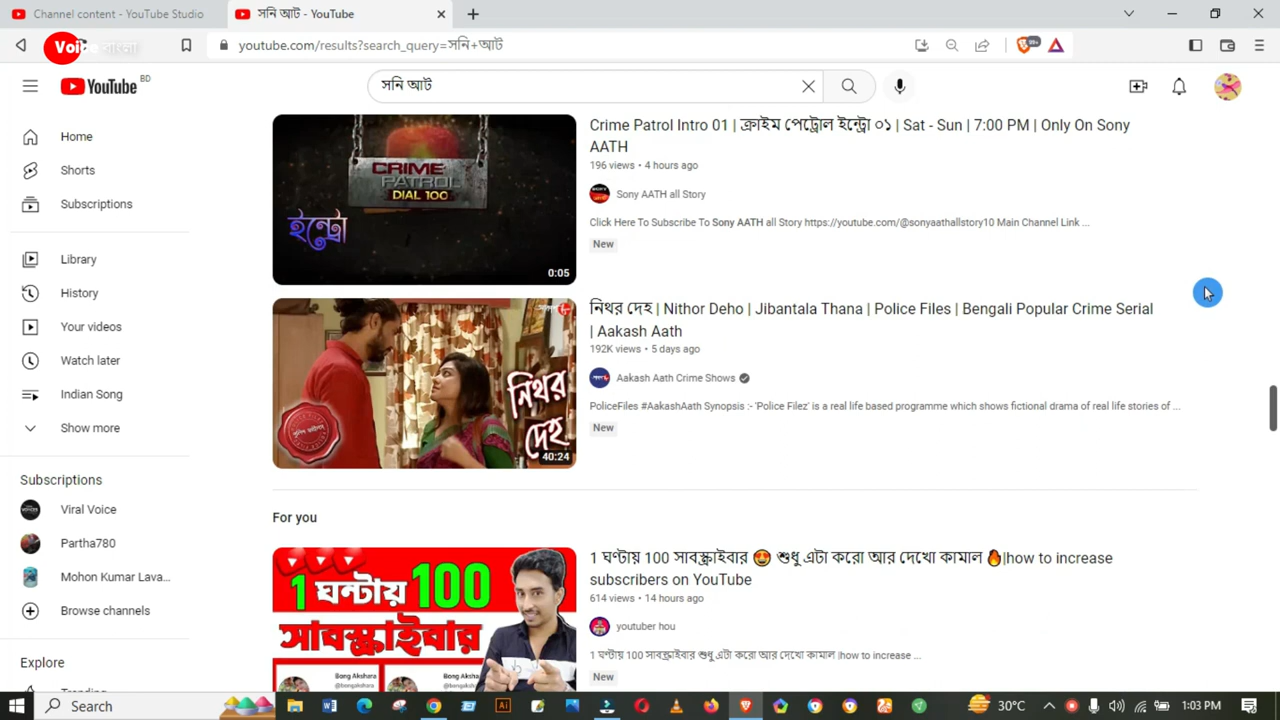 Channel content - YouTube Studio
সনি আট - YouTube
Voice বাংলা
youtube.com/results?search_query=সনি+আট
99+
YouTube BD
সনি আট
Home
Shorts
Subscriptions
Library
History
Your videos
Watch later
Indian Song
Show more
Subscriptions
Viral Voice
Partha780
Mohon Kumar Lava...
Browse channels
Explore
CRIME
PATROL
DIAL 100
ইন্ট্রো
0:05
Crime Patrol Intro 01 | ক্রাইম পেট্রোল ইন্ট্রো ০১ | Sat - Sun | 7:00 PM | Only On Sony
AATH
196 views • 4 hours ago
Sony AATH all Story
Click Here To Subscribe To Sony AATH all Story https://youtube.com/@sonyaathallstory10 Main Channel Link ...
New
নিথর
দেহ
40:24
নিথর দেহ | Nithor Deho | Jibantala Thana | Police Files | Bengali Popular Crime Serial
| Aakash Aath
192K views • 5 days ago
Aakash Aath Crime Shows
PoliceFiles #AakashAath Synopsis :- 'Police Filez' is a real life based programme which shows fictional drama of real life stories of ...
New
For you
1 ঘন্টায় 100
সাবস্ক্রাইবার
Bong Akshara
@bongakshara
Bong Akshara
@bongakshara
1 ঘণ্টায় 100 সাবস্ক্রাইবার 😍 শুধু এটা করো আর দেখো কামাল 🔥|how to increase
subscribers on YouTube
614 views • 14 hours ago
youtuber hou
1 ঘণ্টায় 100 সাবস্ক্রাইবার শুধু এটা করো আর দেখো কামাল |how to increase ...
New
Search
30°C
1:03 PM